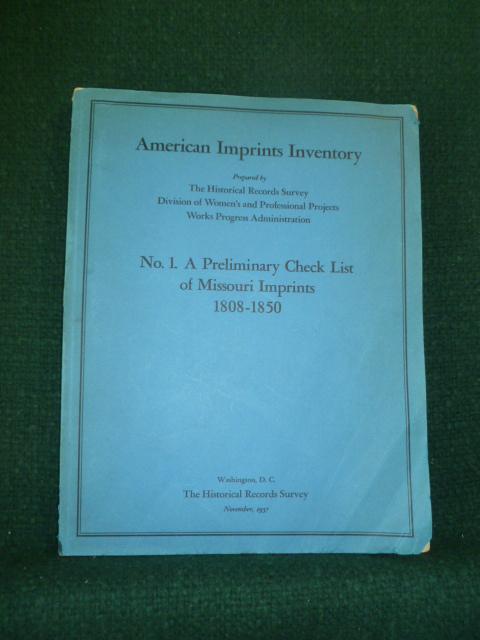 American Imprints Inventory
Prepared by
The Historical Records Survey
Division of Women's and Professional Projects
Works Progress Administration
No. 1. A Preliminary Check List
of Missouri Imprints
1808-1850
Washington, D. C.
The Historical Records Survey
November, 1937